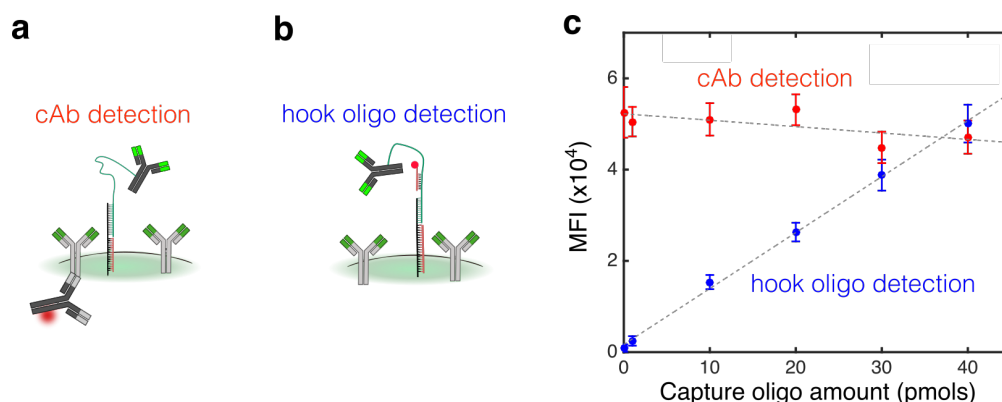 a
b
c
cAb detection
hook oligo detection
cAb detection
hook oligo detection
MFI (x10⁴)
6
4
2
0
0
10
20
30
40
Capture oligo amount (pmols)